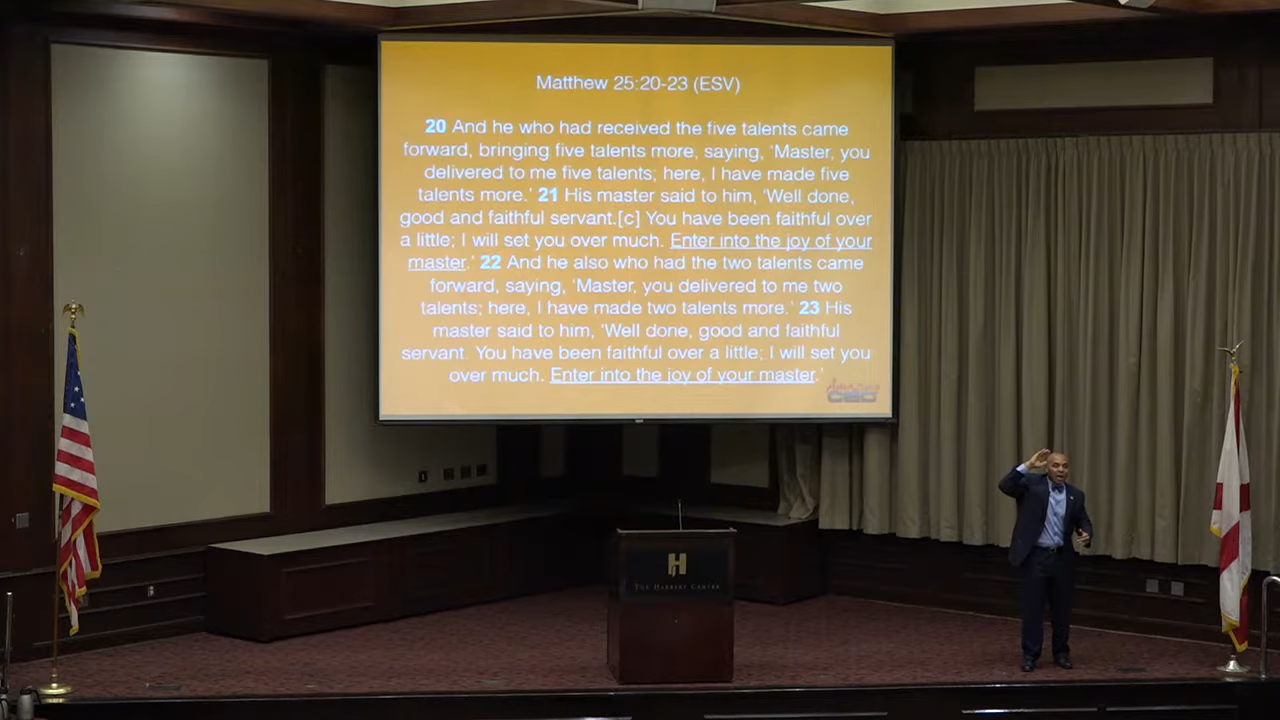 Matthew 25:20-23 (ESV)
20 And he who had received the five talents came
forward, bringing five talents more, saying, ‘Master, you
delivered to me five talents; here, I have made five
talents more.’ 21 His master said to him, ‘Well done,
good and faithful servant.[c] You have been faithful over
a little; I will set you over much. Enter into the joy of your
master.’ 22 And he also who had the two talents came
forward, saying, ‘Master, you delivered to me two
talents; here, I have made two talents more.’ 23 His
master said to him, ‘Well done, good and faithful
servant. You have been faithful over a little; I will set you
over much. Enter into the joy of your master.’
CEO
H
THE HARBERT CENTER